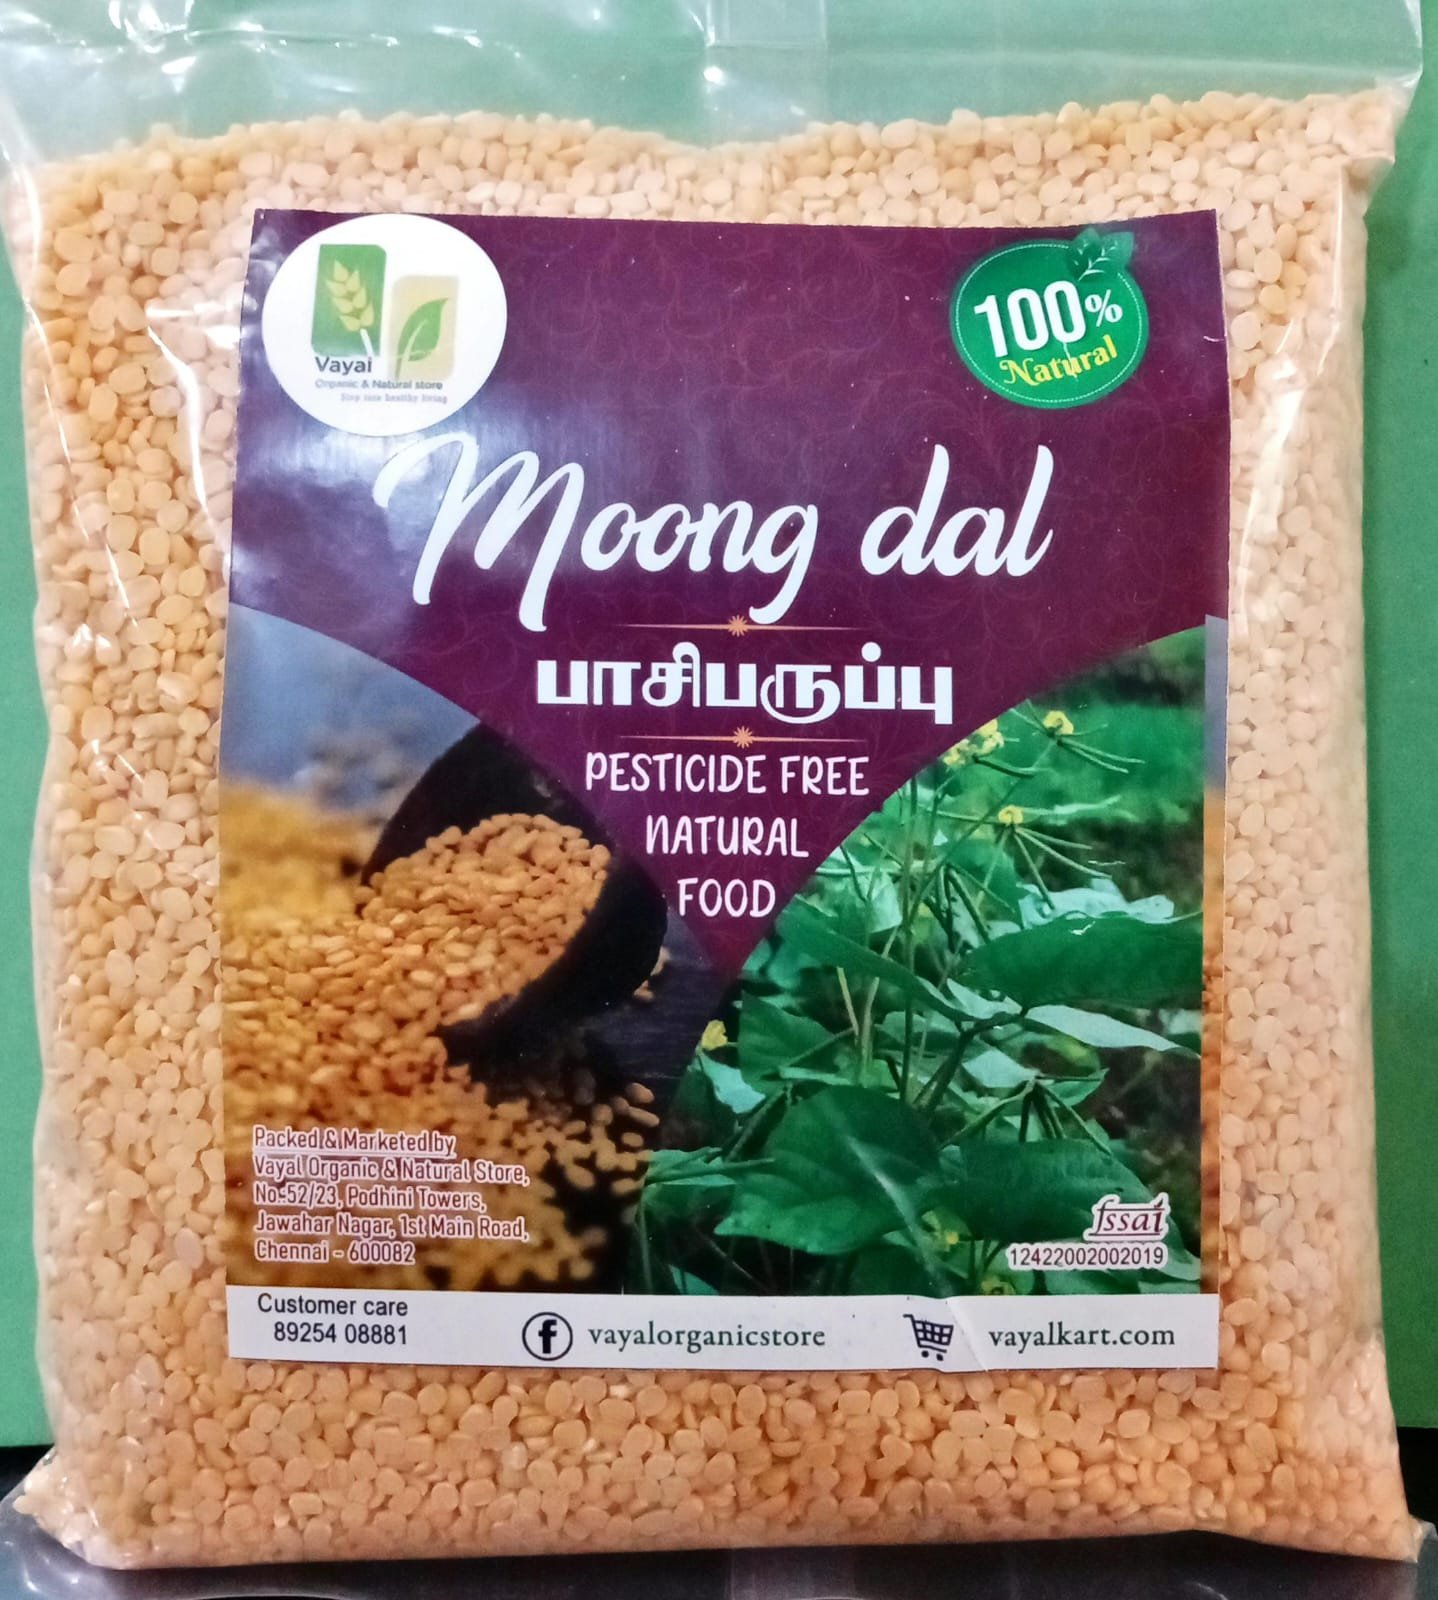 Vayal
Organic & Natural store
Step into healthy living
100%
Natural
Moong dal
பாசிபருப்பு
PESTICIDE FREE
NATURAL
FOOD
Packed & Marketed by
Vayal Organic & Natural Store,
No:52/23, Podhini Towers,
Jawahar Nagar, 1st Main Road,
Chennai - 600082
fssai
12422002002019
Customer care
89254 08881
f
vayalorganicstore
vayalkart.com